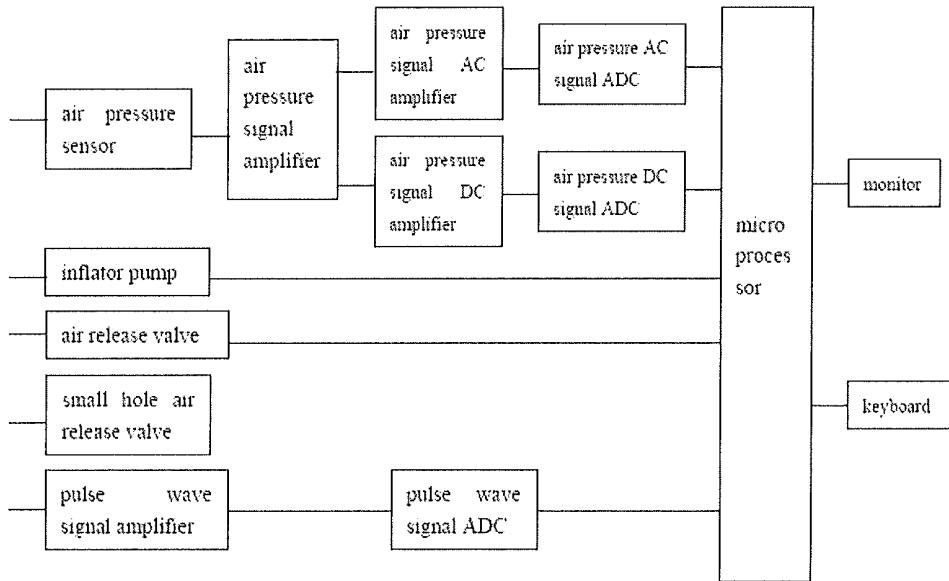 air pressure
sensor
air
pressure
signal
amplifier
air pressure
signal AC
amplifier
air pressure AC
signal ADC
air pressure
signal DC
amplifier
air pressure DC
signal ADC
inflator pump
air release valve
small hole air
release valve
pulse wave
signal amplifier
pulse wave
signal ADC
micro
proces
sor
monitor
keyboard